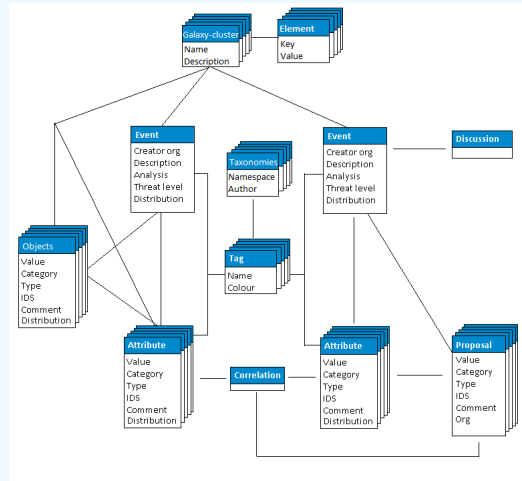 Galaxy-cluster
Name
Description
Element
Key
Value
Event
Creator org
Description
Analysis
Threat level
Distribution
Taxonomies
Namespace
Author
Event
Creator org
Description
Analysis
Threat level
Distribution
Discussion
Objects
Value
Category
Type
IDS
Comment
Distribution
Tag
Name
Colour
Attribute
Value
Category
Type
IDS
Comment
Distribution
Correlation
Attribute
Value
Category
Type
IDS
Comment
Distribution
Proposal
Value
Category
Type
IDS
Comment
Org